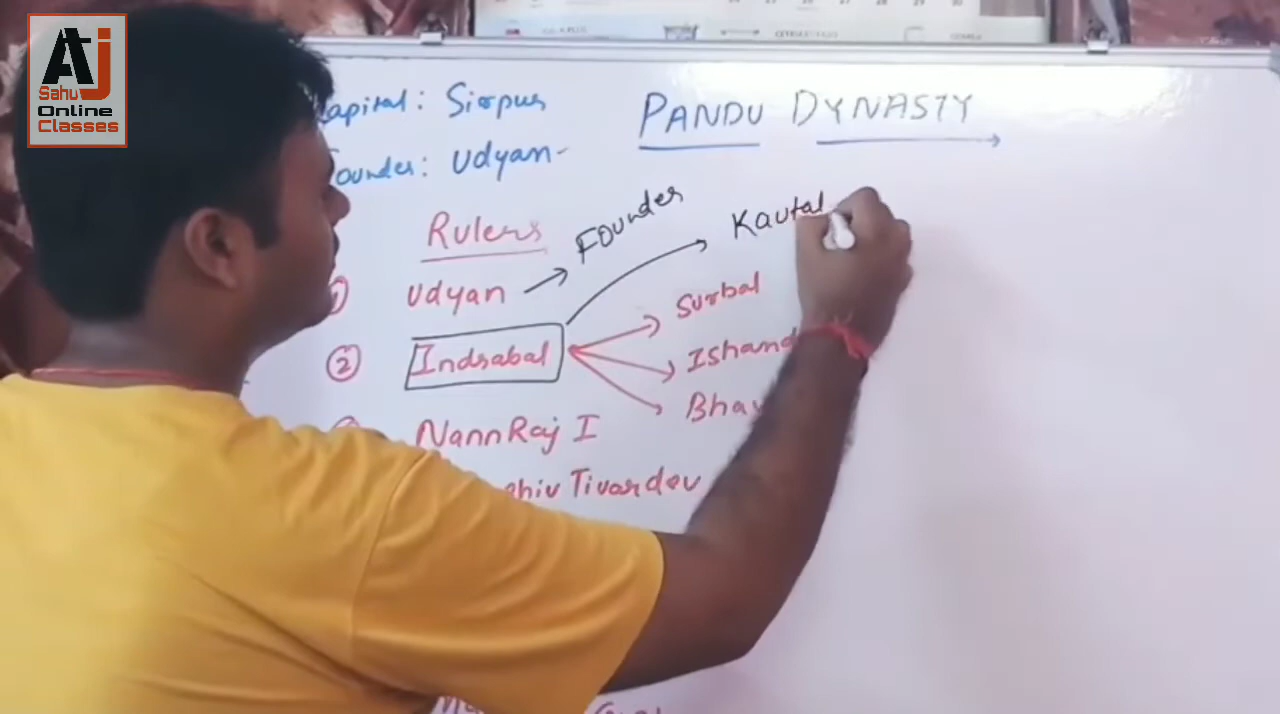 AJ
Sahu
Online
Classes
Capital: Sirpur
PANDU DYNASTY
Founder: Udyan
Rulers
① Udyan → Founder
Kautal
② Indrabal
Surbal
Ishand
Bhav
NannRaj I
Tivardev